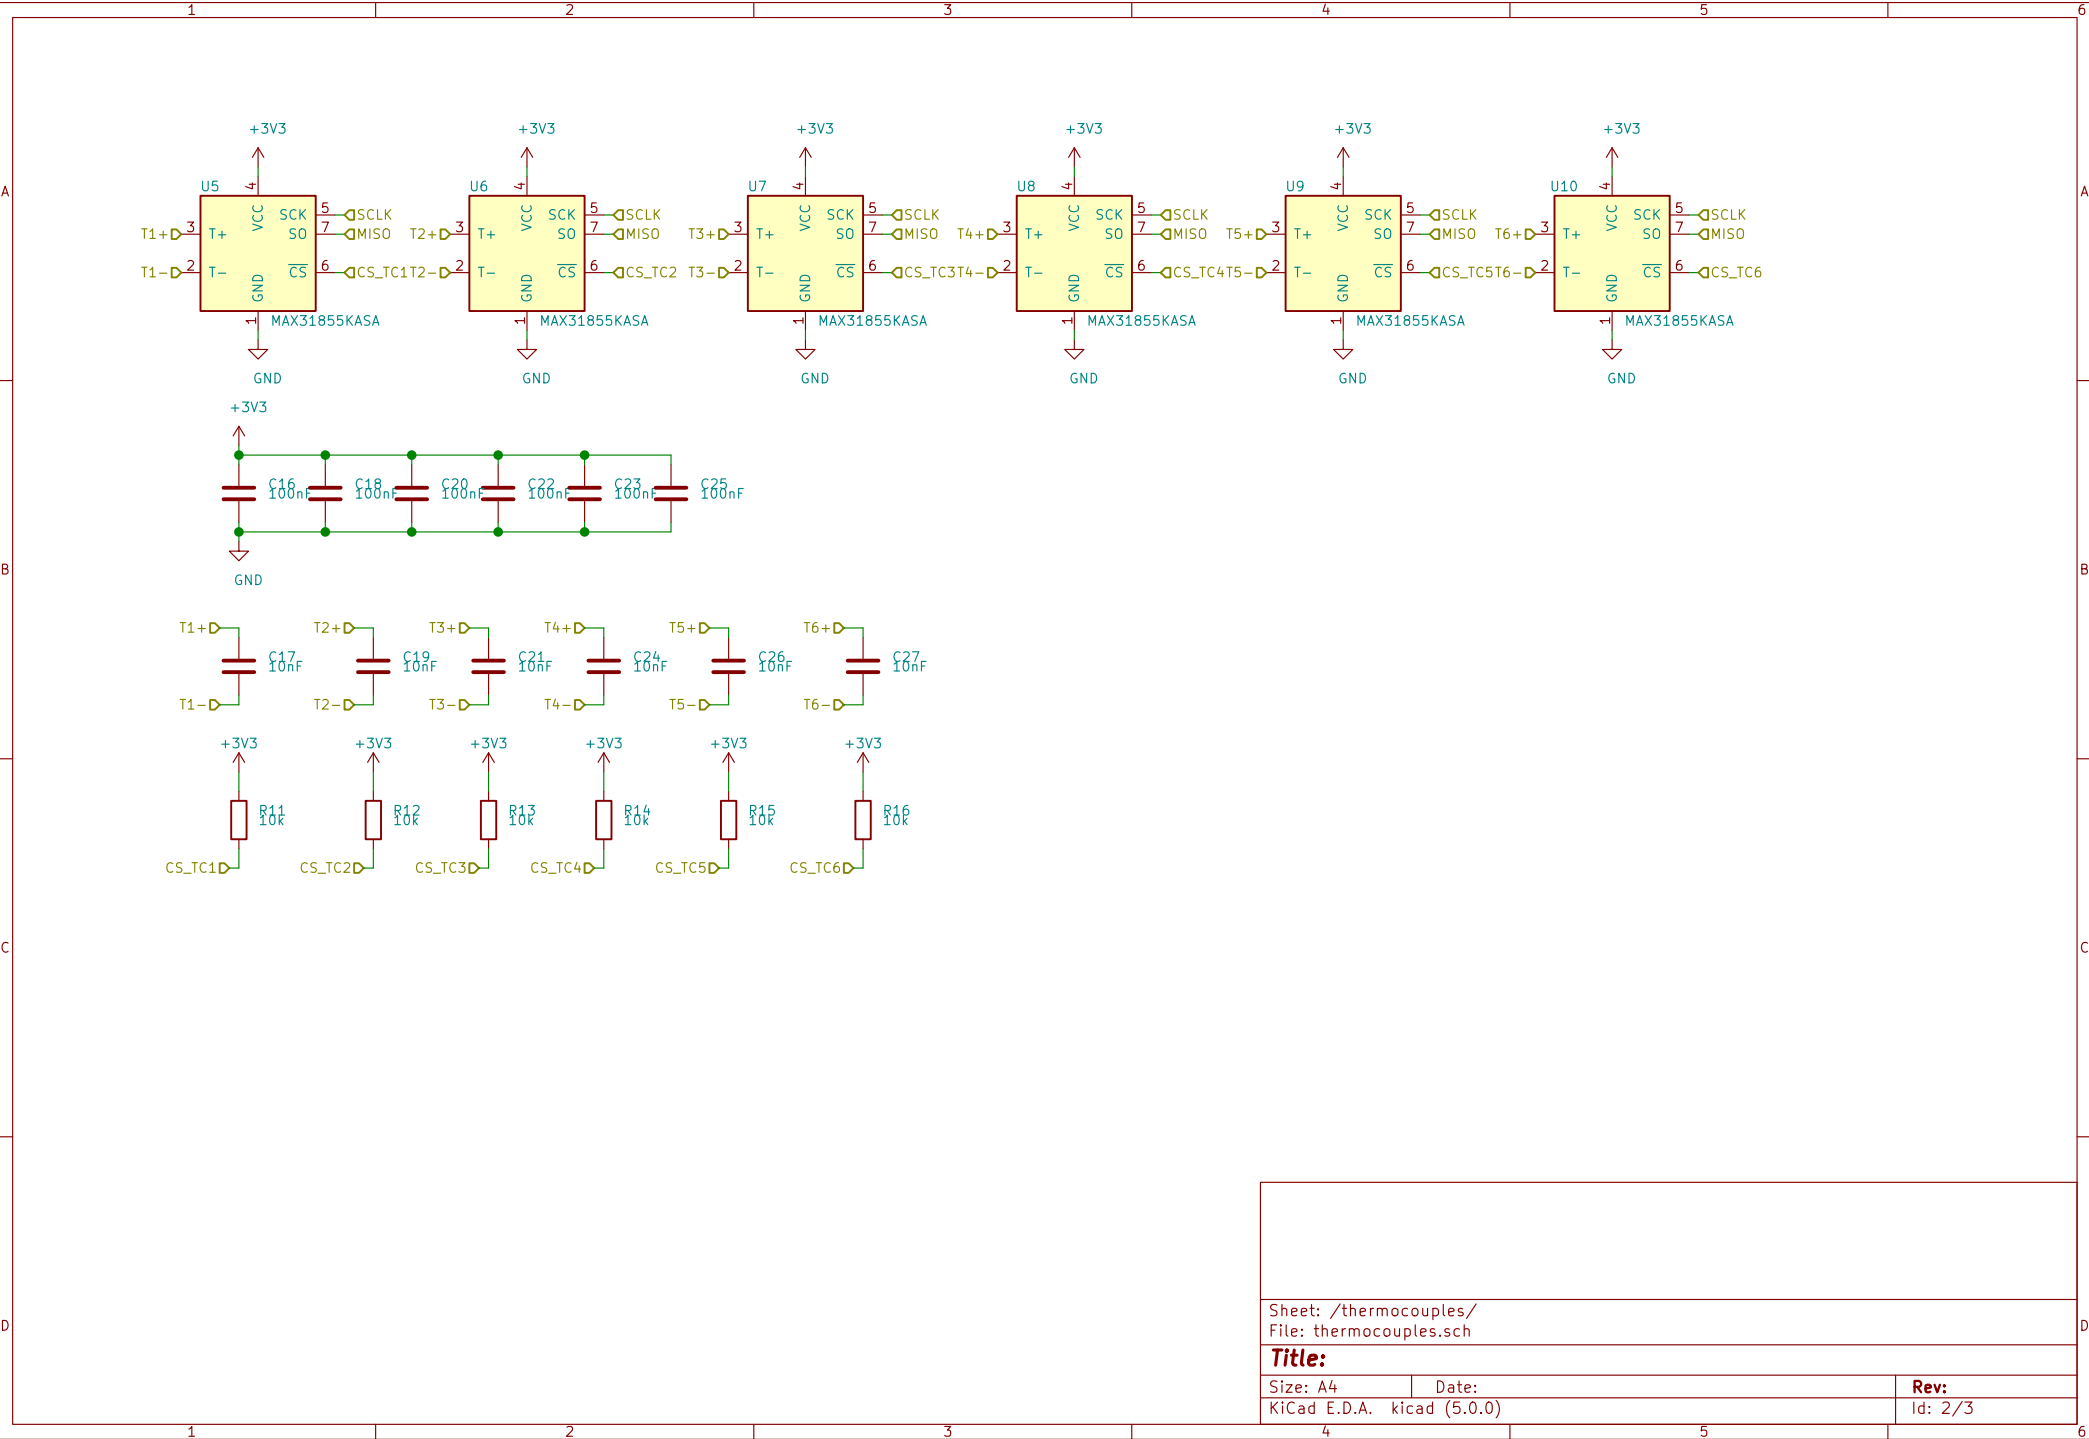 1 2 3 4 5 6
+3V3 +3V3 +3V3 +3V3 +3V3 +3V3
A A
U5 4 U6 4 U7 4 U8 4 U9 4 U10 4
VCC SCK 5 SCLK VCC SCK 5 SCLK VCC SCK 5 SCLK VCC SCK 5 SCLK VCC SCK 5 SCLK VCC SCK 5 SCLK
T1+ 3 T+ SO 7 MISO T2+ 3 T+ SO 7 MISO T3+ 3 T+ SO 7 MISO T4+ 3 T+ SO 7 MISO T5+ 3 T+ SO 7 MISO T6+ 3 T+ SO 7 MISO
T1- 2 T- CS 6 CS_TC1 T2- 2 T- CS 6 CS_TC2 T3- 2 T- CS 6 CS_TC3 T4- 2 T- CS 6 CS_TC4 T5- 2 T- CS 6 CS_TC5 T6- 2 T- CS 6 CS_TC6
GND GND GND GND GND GND
1 MAX31855KASA 1 MAX31855KASA 1 MAX31855KASA 1 MAX31855KASA 1 MAX31855KASA 1 MAX31855KASA
GND GND GND GND GND GND
+3V3
C16 C18 C20 C22 C23 C25
100nF 100nF 100nF 100nF 100nF 100nF
B B
GND
T1+ T2+ T3+ T4+ T5+ T6+
C17 C19 C21 C24 C26 C27
10nF 10nF 10nF 10nF 10nF 10nF
T1- T2- T3- T4- T5- T6-
+3V3 +3V3 +3V3 +3V3 +3V3 +3V3
R11 R12 R13 R14 R15 R16
10k 10k 10k 10k 10k 10k
CS_TC1 CS_TC2 CS_TC3 CS_TC4 CS_TC5 CS_TC6
C C
Sheet: /thermocouples/
File: thermocouples.sch
D D
Title:
Size: A4 Date: Rev:
KiCad E.D.A. kicad (5.0.0) Id: 2/3
1 2 3 4 5 6